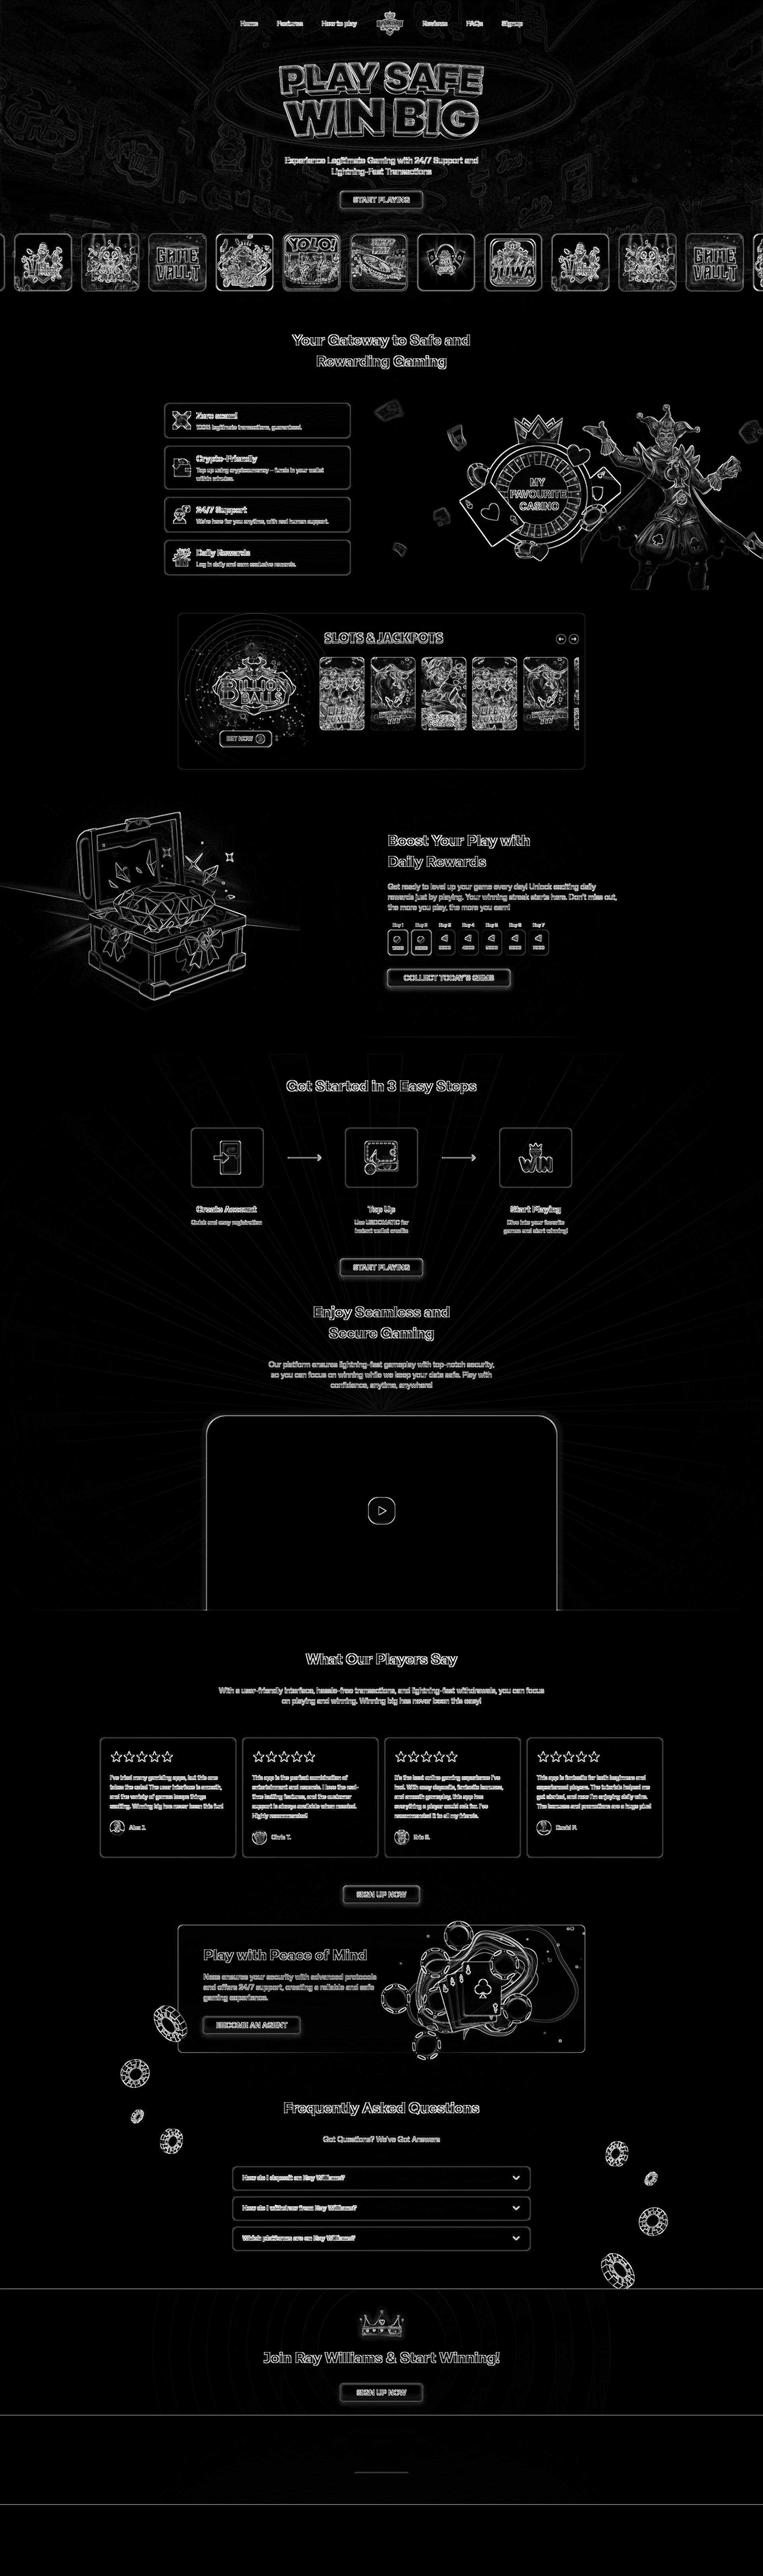 Home
Features
How to play
Reviews
FAQs
Signup
PLAY SAFE
WIN BIG
Experience Legitimate Gaming with 24/7 Support and
Lightning-Fast Transactions
START PLAYING
GAME
VAULT
YOLO!
JUWA
GAME
VAULT
Your Gateway to Safe and
Rewarding Gaming
Zero scam!
100% legitimate transactions, guaranteed.
Crypto-Friendly
Top up using cryptocurrency – funds in your wallet
within minutes.
24/7 Support
We're here for you anytime, with real human support.
Daily Rewards
Log in daily and earn exclusive rewards.
MY
FAVOURITE
CASINO
SLOTS & JACKPOTS
BILLION
BALLS
BET NOW
Boost Your Play with
Daily Rewards
Get ready to level up your game every day! Unlock exciting daily
rewards just by playing. Your winning streak starts here. Don't miss out,
the more you play, the more you earn!
Day 1
Day 2
Day 3
Day 4
Day 5
Day 6
Day 7
COLLECT TODAY'S GEMS
Get Started in 3 Easy Steps
WIN
Create Account
Quick and easy registration
Top Up
Use USDCMATIC for
instant wallet credits
Start Playing
Dive into your favorite
games and start winning!
START PLAYING
Enjoy Seamless and
Secure Gaming
Our platform ensures lightning-fast gameplay with top-notch security,
so you can focus on winning while we keep your data safe. Play with
confidence, anytime, anywhere!
What Our Players Say
With a user-friendly interface, hassle-free transactions, and lightning-fast withdrawals, you can focus
on playing and winning. Winning big has never been this easy!
I've tried many gambling apps, but this one
takes the cake! The user interface is smooth,
and the variety of games keeps things
exciting. Winning big has never been this fun!
Alex J.
This app is the perfect combination of
entertainment and rewards. I love the real-
time betting features, and the customer
support is always available when needed.
Highly recommended!
Chris T.
It's the best online gaming experience I've
had. With easy deposits, fantastic bonuses,
and smooth gameplay, this app has
everything a player could ask for. I've
recommended it to all my friends.
Eric S.
This app is fantastic for both beginners and
experienced players. The tutorials helped me
get started, and now I'm enjoying daily wins.
The bonuses and promotions are a huge plus!
David P.
SIGN UP NOW
Play with Peace of Mind
ensures your security with advanced protocols
and offers 24/7 support, creating a reliable and safe
gaming experience.
BECOME AN AGENT
Frequently Asked Questions
Got Questions? We've Got Answers
How do I deposit on Ray Williams?
How do I withdraw from Ray Williams?
Which platforms are on Ray Williams?
Join Ray Williams & Start Winning!
SIGN UP NOW